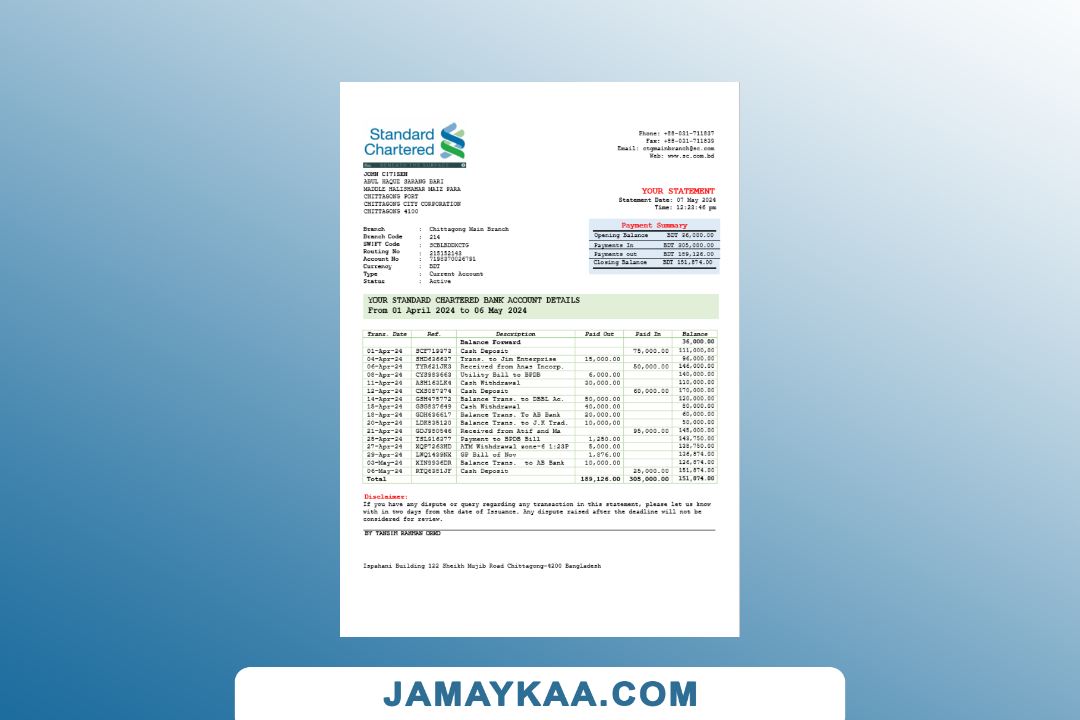 Standard
Chartered
JOHN CITISEN
ABUL HAQUE SARANG BARI
MADDLE HALISHAHAR MAIZ PARA
CHITTAGONG PORT
CHITTAGONG CITY CORPORATION
CHITTAGONG 4100
Phone: +88-031-711837
Fax: +88-031-711839
Email: ctgmainbranch@sc.com
Web: www.sc.com.bd
YOUR STATEMENT
Statement Date: 07 May 2024
Time: 12:23:46 pm
Branch : Chittagong Main Branch
Branch Code : 214
SWIFT Code : SCBLBDDXCTG
Routing No : 215152143
Account No : 7198370026791
Currency : BDT
Type : Current Account
Status : Active
Payment Summary
Opening Balance BDT 36,000.00
Payments In BDT 305,000.00
Payments out BDT 189,126.00
Closing Balance BDT 151,874.00
YOUR STANDARD CHARTERED BANK ACCOUNT DETAILS
From 01 April 2024 to 06 May 2024
Trans. Date Ref. Description Paid Out Paid In Balance
Balance Forward 36,000.00
01-Apr-24 SCF719373 Cash Deposit 75,000.00 111,000.00
04-Apr-24 SHD636637 Trans. to Jim Enterprise 15,000.00 96,000.00
06-Apr-24 TYR621JK3 Received from Anas Incorp. 50,000.00 146,000.00
08-Apr-24 CYS983663 Utility Bill to BPDB 6,000.00 140,000.00
11-Apr-24 ASH163LK4 Cash Withdrawal 30,000.00 110,000.00
12-Apr-24 CXS087374 Cash Deposit 60,000.00 170,000.00
14-Apr-24 GSH478772 Balance Trans. to DBBL Ac. 50,000.00 120,000.00
18-Apr-24 GSG637649 Cash Withdrawal 40,000.00 80,000.00
18-Apr-24 GDH636617 Balance Trans. To AB Bank 20,000.00 60,000.00
20-Apr-24 LDK835120 Balance Trans. to J.K Trad. 10,000.00 50,000.00
21-Apr-24 GDJ980546 Received from Atif and Ma 95,000.00 145,000.00
25-Apr-24 TSL516377 Payment to BPDB Bill 1,250.00 143,750.00
27-Apr-24 XQP7263HD ATM Withdrawal zone-6 1:23P 5,000.00 138,750.00
29-Apr-24 LWQ1639NK GP Bill of Nov 1,876.00 136,874.00
03-May-24 XIN9936DR Balance Trans. to AB Bank 10,000.00 126,874.00
06-May-24 RTQ6381JF Cash Deposit 25,000.00 151,874.00
Total 189,126.00 305,000.00 151,874.00
Disclaimer:
If you have any dispute or query regarding any transaction in this statement, please let us know
with in two days from the date of Issuance. Any dispute raised after the deadline will not be
considered for review.
BY TANSIM RAHMAN ORKO
Ispahani Building 122 Sheikh Mujib Road Chittagong-4200 Bangladesh
JAMAYKAA.COM